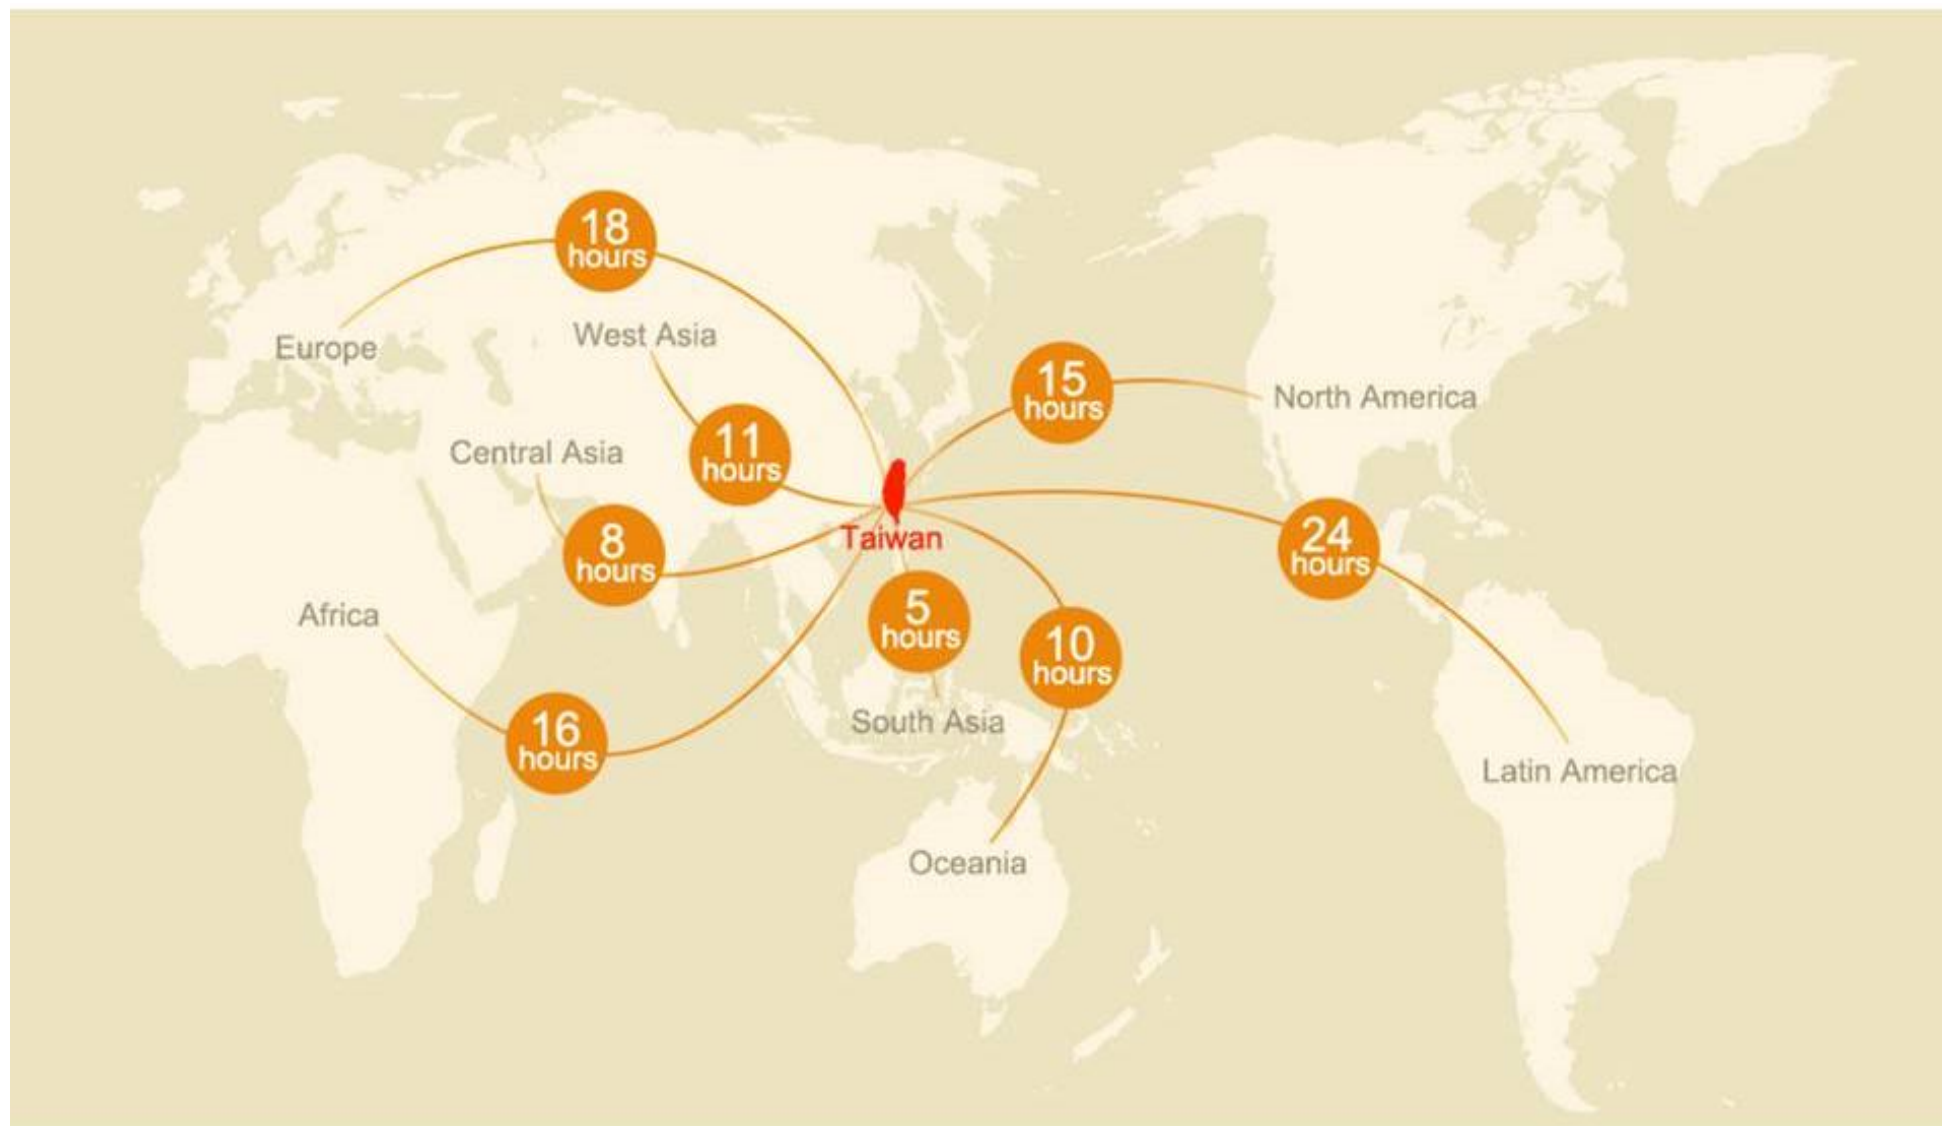 18
hours
West Asia
Europe
15
hours
North America
11
hours
Central Asia
24
hours
8
hours
Taiwan
5
hours
10
hours
Africa
16
hours
South Asia
Latin America
Oceania